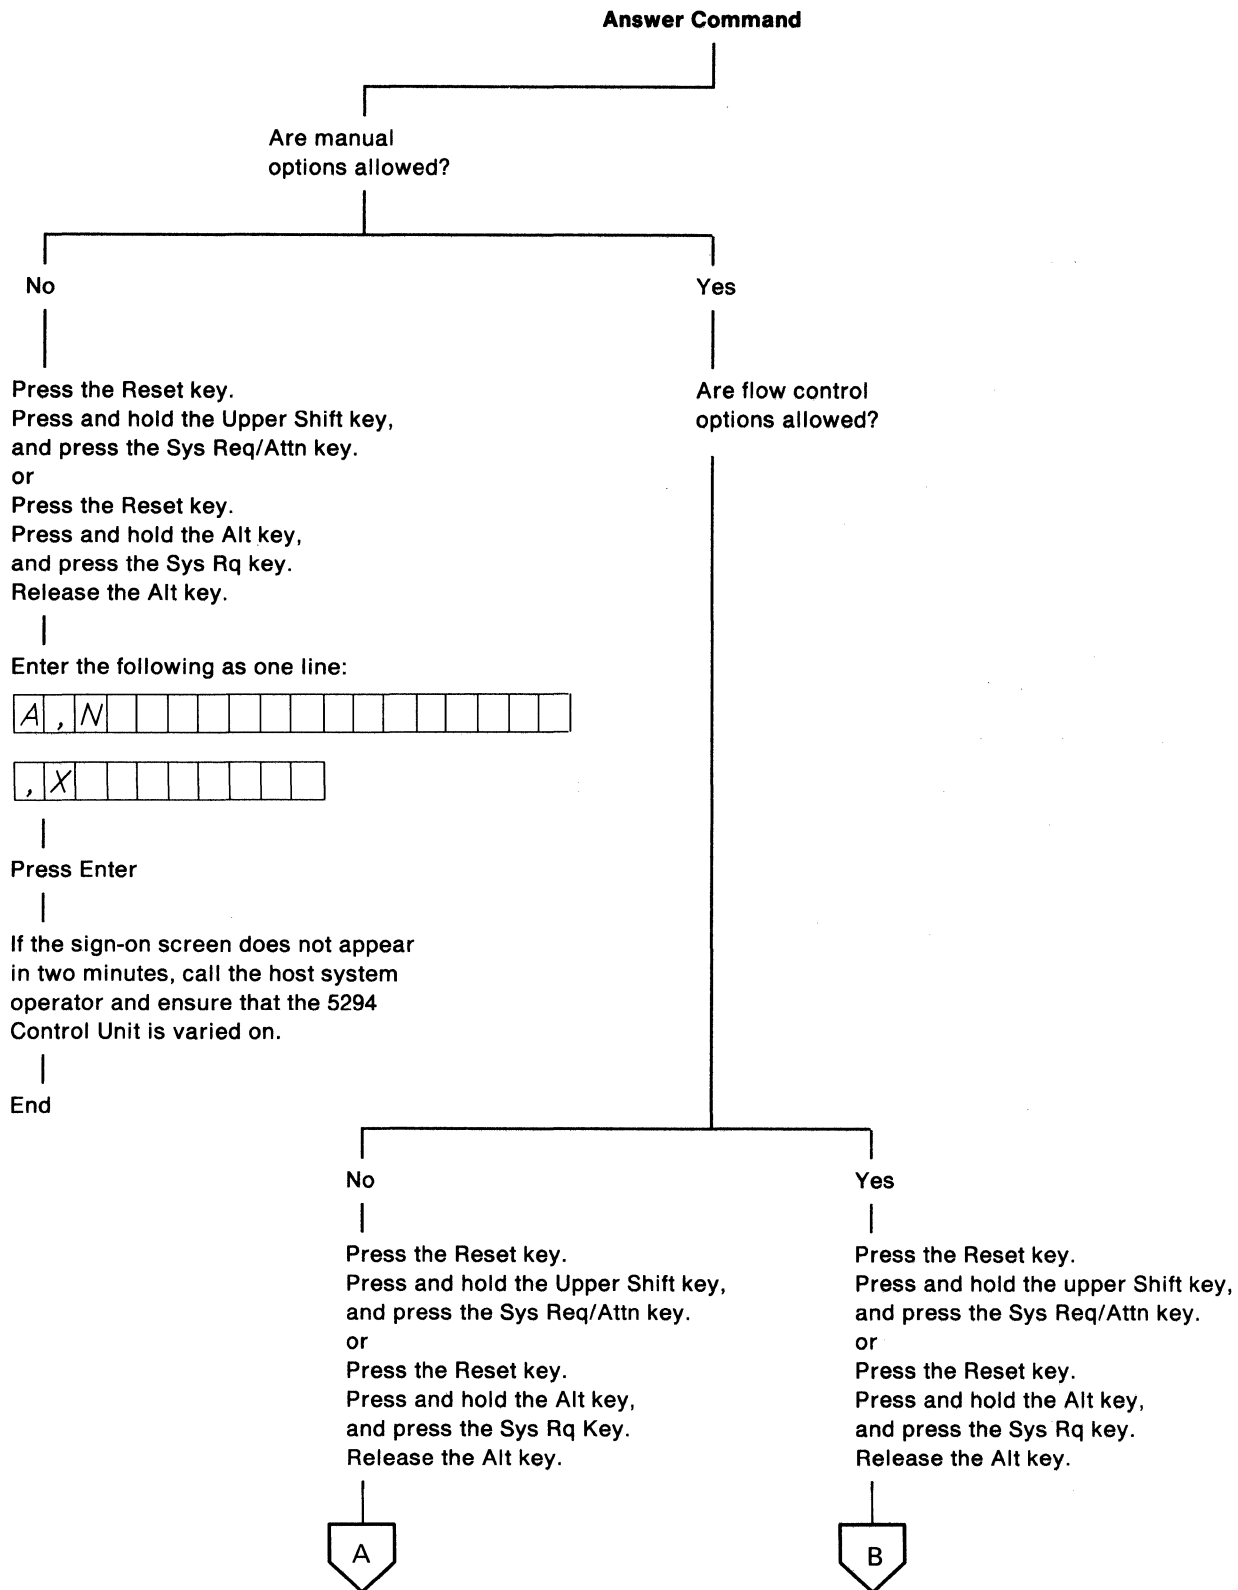 Answer Command
Are manual
options allowed?
No
Yes
Press the Reset key.
Press and hold the Upper Shift key,
and press the Sys Req/Attn key.
or
Press the Reset key.
Press and hold the Alt key,
and press the Sys Rq key.
Release the Alt key.
Are flow control
options allowed?
Enter the following as one line:
A , N
, X
Press Enter
If the sign-on screen does not appear
in two minutes, call the host system
operator and ensure that the 5294
Control Unit is varied on.
End
No
Yes
Press the Reset key.
Press and hold the Upper Shift key,
and press the Sys Req/Attn key.
or
Press the Reset key.
Press and hold the Alt key,
and press the Sys Rq Key.
Release the Alt key.
A
Press the Reset key.
Press and hold the upper Shift key,
and press the Sys Req/Attn key.
or
Press the Reset key.
Press and hold the Alt key,
and press the Sys Rq key.
Release the Alt key.
B